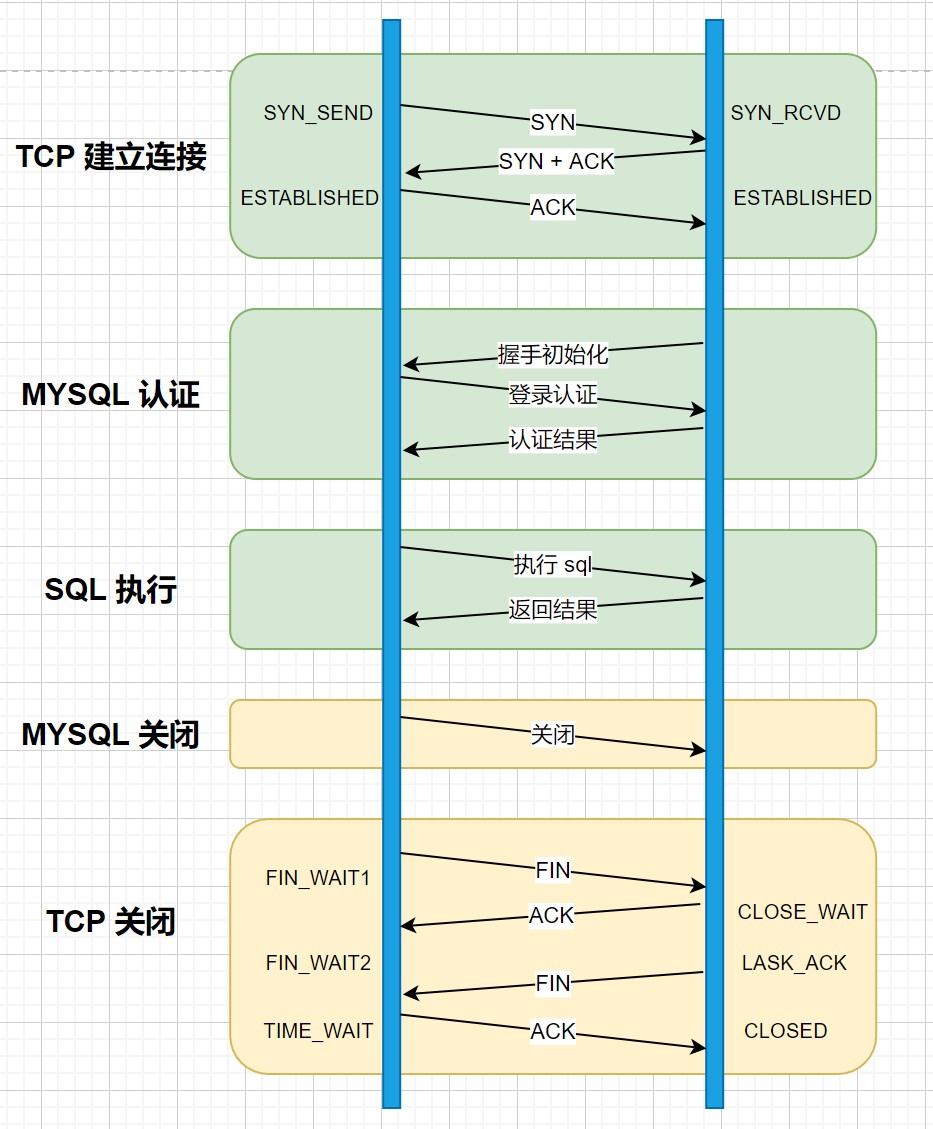 SYN_SEND
SYN_RCVD
SYN
TCP 建立连接
SYN + ACK
ESTABLISHED
ESTABLISHED
ACK
握手初始化
MYSQL 认证
登录认证
认证结果
执行 sql
SQL 执行
返回结果
MYSQL 关闭
关闭
FIN
FIN_WAIT1
ACK
CLOSE_WAIT
TCP 关闭
FIN_WAIT2
LASK_ACK
FIN
TIME_WAIT
ACK
CLOSED